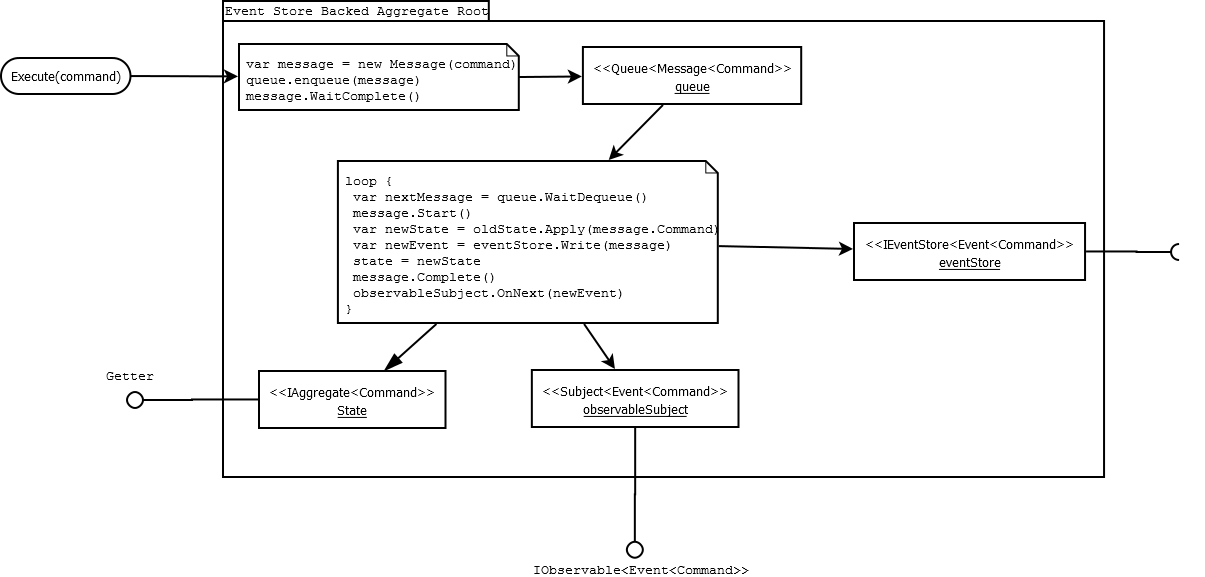 Event Store Backed Aggregate Root
Execute(command)
var message = new Message(command)
queue.enqueue(message)
message.WaitComplete()
<<Queue<Message<Command>>
queue
loop {
var nextMessage = queue.WaitDequeue()
message.Start()
var newState = oldState.Apply(message.Command)
var newEvent = eventStore.Write(message)
state = newState
message.Complete()
observableSubject.OnNext(newEvent)
}
<<IEventStore<Event<Command>>
eventStore
Getter
<<IAggregate<Command>>
State
<<Subject<Event<Command>>
observableSubject
IObservable<Event<Command>>